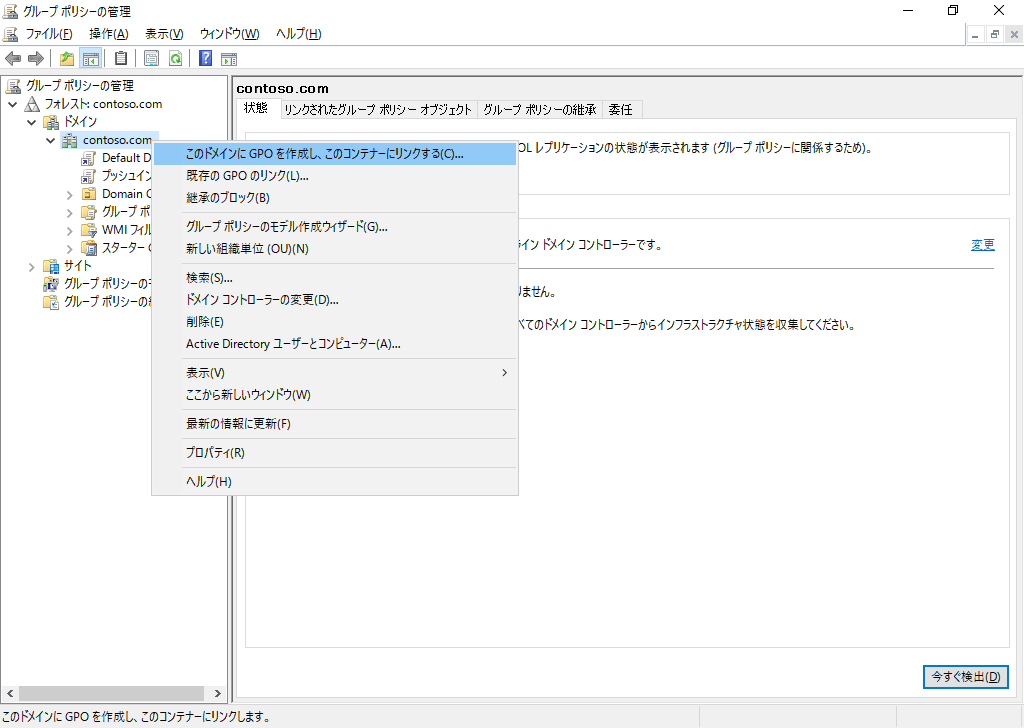 グループ ポリシーの管理
ファイル(F) 操作(A) 表示(V) ウィンドウ(W) ヘルプ(H)
グループ ポリシーの管理
フォレスト: contoso.com
ドメイン
contoso.com
Default D
プッシュイン
Domain C
グループ ポ
WMI フィル
スターター
サイト
グループ ポリシーの
グループ ポリシーの
このドメインに GPO を作成し、このコンテナーにリンクする(C)...
既存の GPO のリンク(L)...
継承のブロック(B)
グループ ポリシーのモデル作成ウィザード(G)...
新しい組織単位 (OU)(N)
検索(S)...
ドメイン コントローラーの変更(D)...
削除(E)
Active Directory ユーザーとコンピューター(A)...
表示(V)
ここから新しいウィンドウ(W)
最新の情報に更新(F)
プロパティ(R)
ヘルプ(H)
contoso.com
状態 リンクされたグループ ポリシー オブジェクト グループ ポリシーの継承 委任
OL レプリケーションの状態が表示されます (グループ ポリシーに関係するため)。
イン ドメイン コントローラーです。 変更
りません。
べてのドメイン コントローラーからインフラストラクチャ状態を収集してください。
今すぐ検出(D)
このドメインに GPO を作成し、このコンテナーにリンクします。